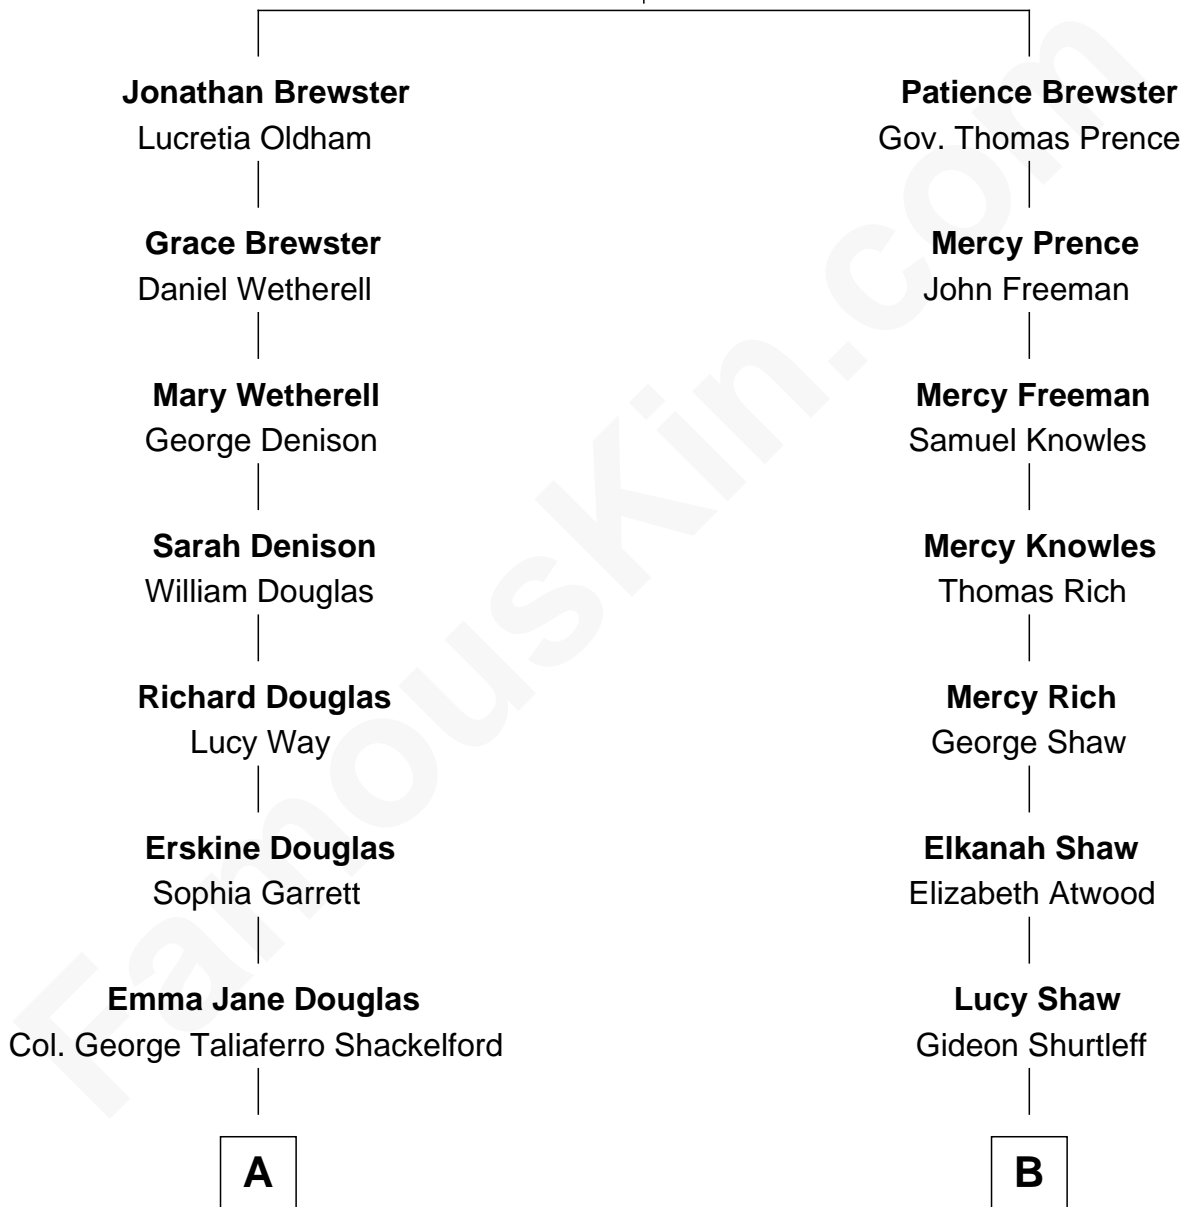 Jonathan Brewster
Lucretia Oldham
Patience Brewster
Gov. Thomas Prence
Grace Brewster
Daniel Wetherell
Mercy Prence
John Freeman
Mary Wetherell
George Denison
Mercy Freeman
Samuel Knowles
Sarah Denison
William Douglas
Mercy Knowles
Thomas Rich
Richard Douglas
Lucy Way
Mercy Rich
George Shaw
Erskine Douglas
Sophia Garrett
Elkanah Shaw
Elizabeth Atwood
Emma Jane Douglas
Col. George Taliaferro Shackelford
Lucy Shaw
Gideon Shurtleff
A
B
FamousKin.com